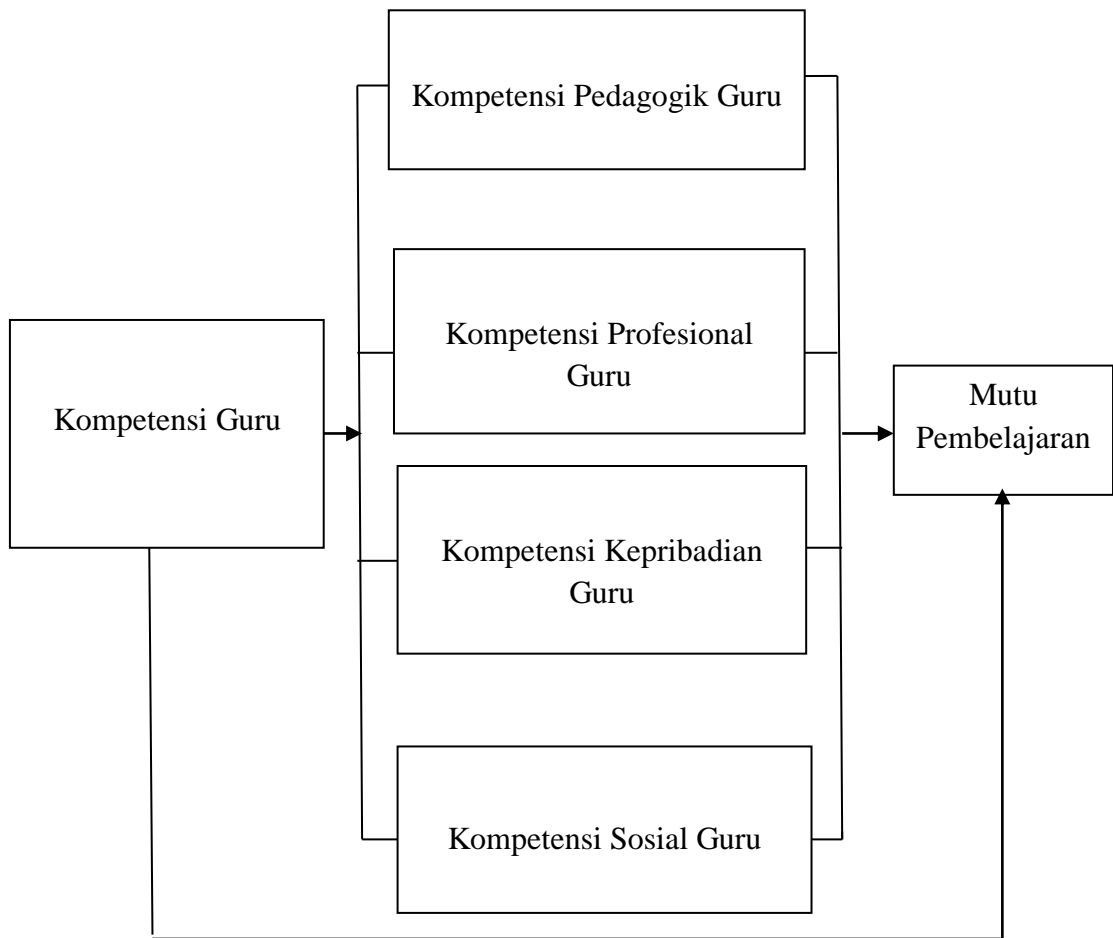 Kompetensi Pedagogik Guru
Kompetensi Profesional
Guru
Kompetensi Guru
Mutu
Pembelajaran
Kompetensi Kepribadian
Guru
Kompetensi Sosial Guru